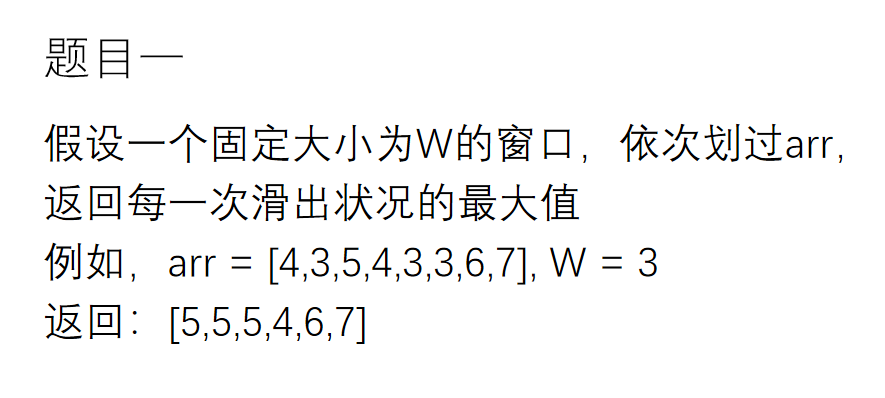 题目一
假设一个固定大小为W的窗口，依次划过arr,
返回每一次滑出状况的最大值
例如，arr = [4,3,5,4,3,3,6,7], W = 3
返回：[5,5,5,4,6,7]